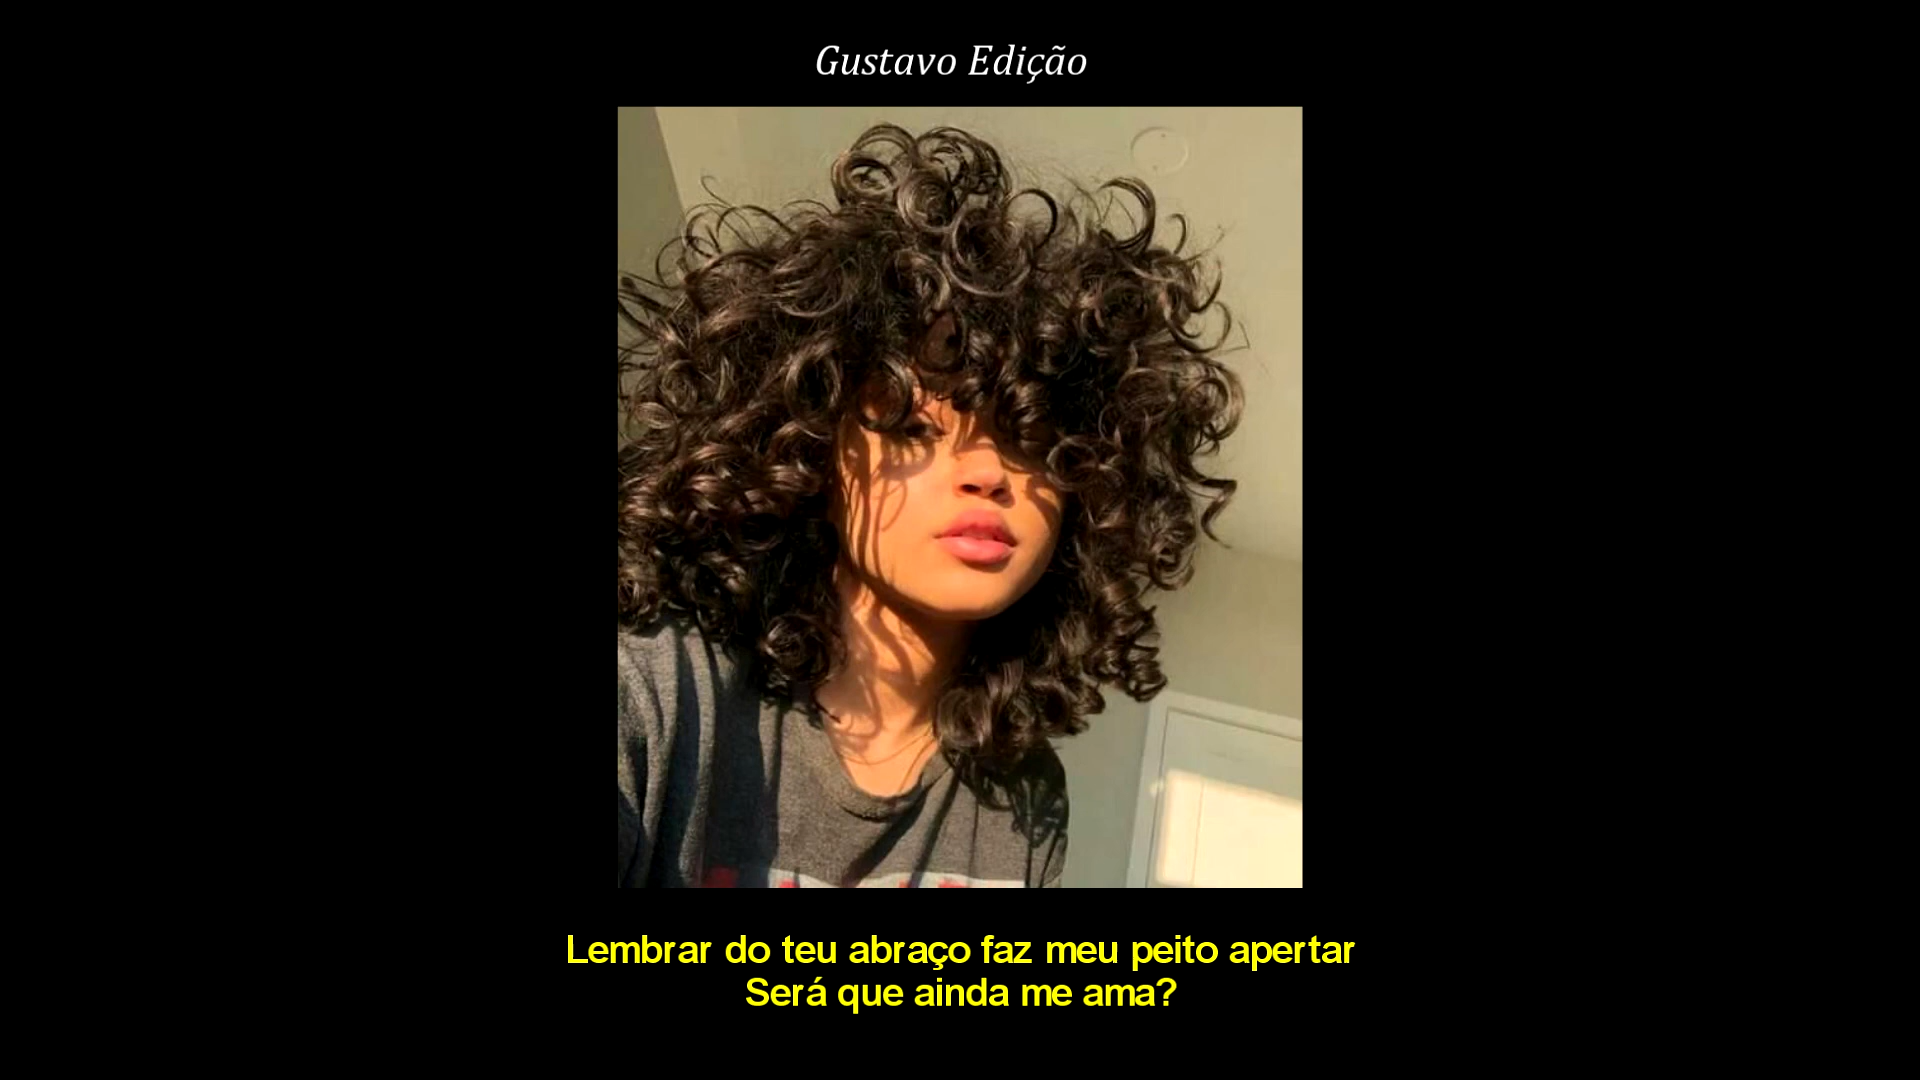 Gustavo Edição
Lembrar do teu abraço faz meu peito apertar
Será que ainda me ama?